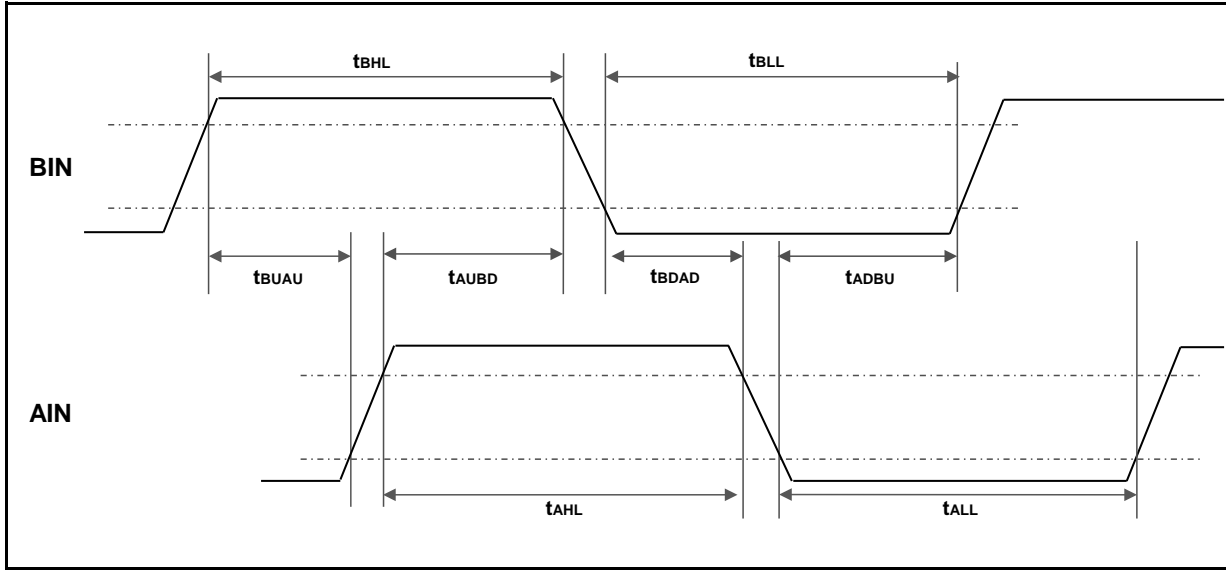 tBHL
tBLL
BIN
tBUAU
tAUBD
tBDAD
tADBU
AIN
tAHL
tALL